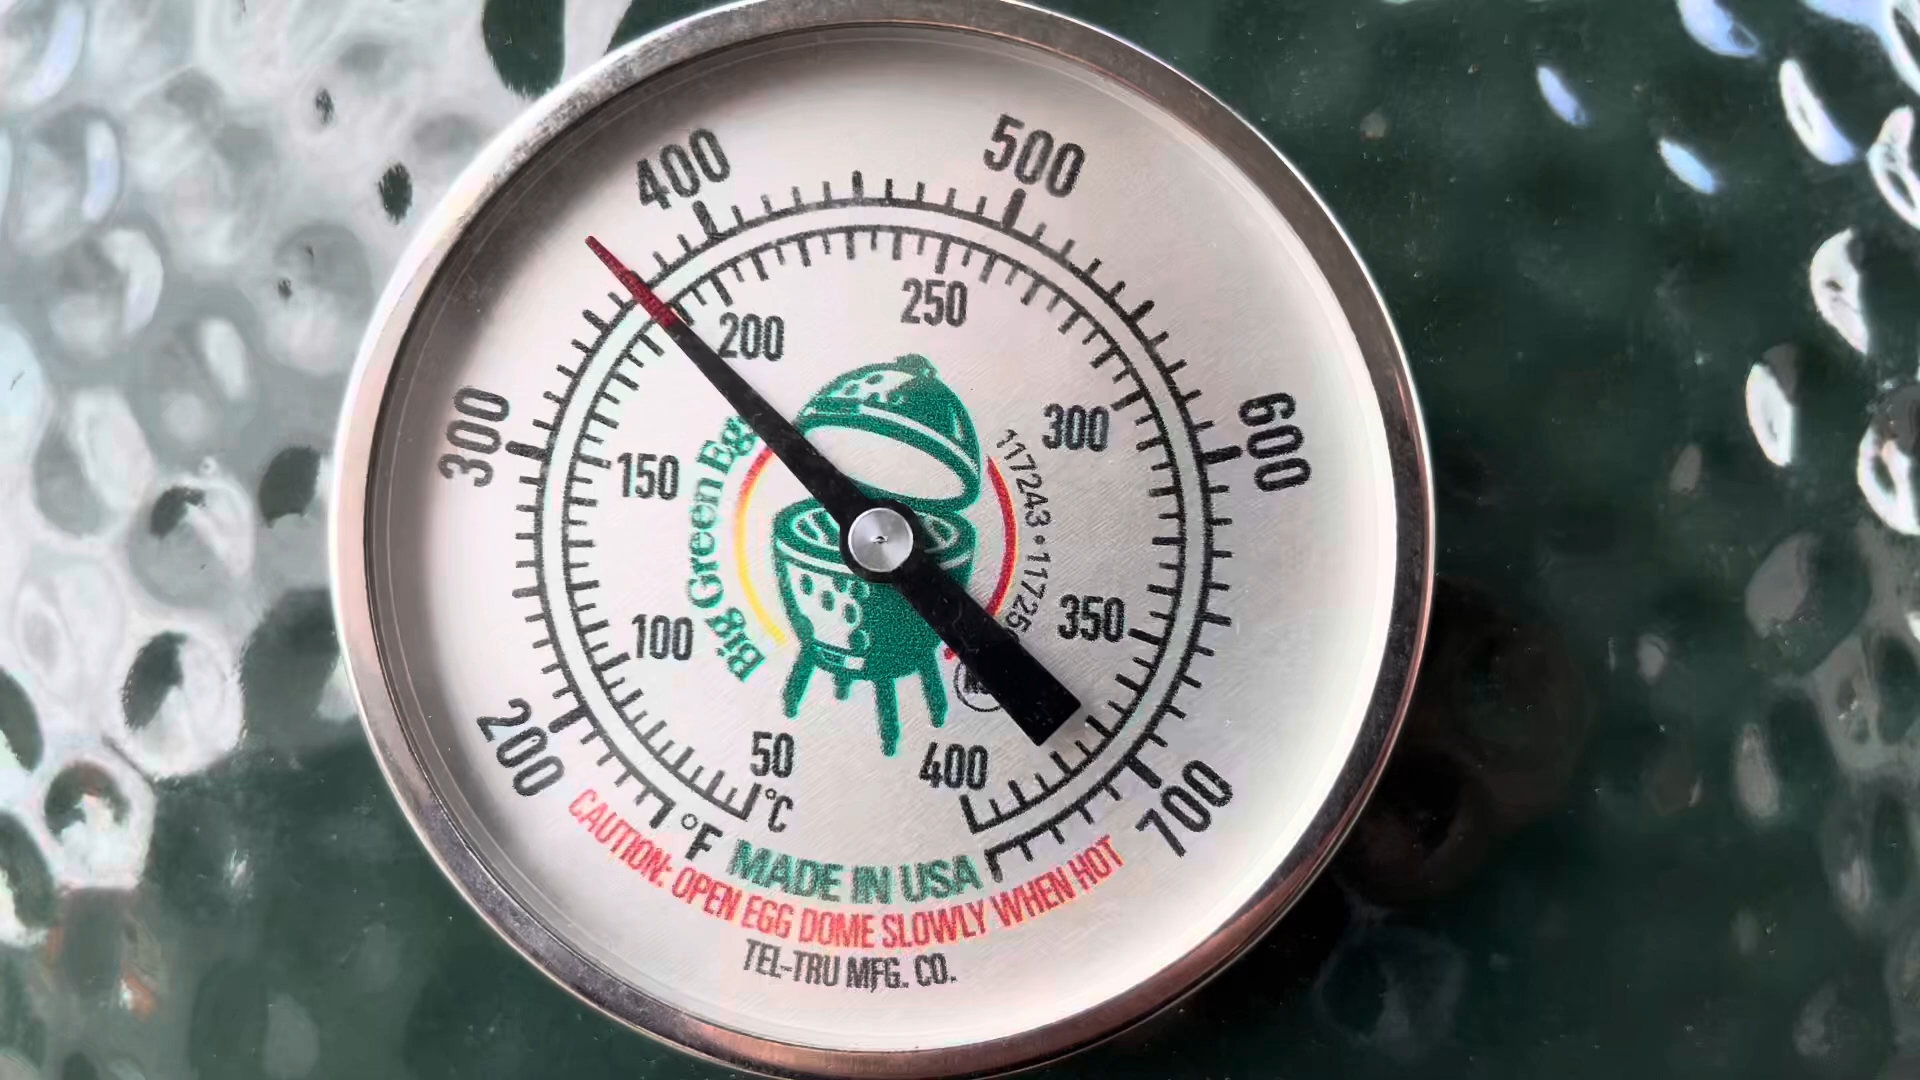 400
500
300
600
200
700
200
250
150
300
100
350
50
400
°C
°F
Big Green Eg
117243 • 11725
MADE IN USA
CAUTION: OPEN EGG DOME SLOWLY WHEN HOT
TEL-TRU MFG. CO.